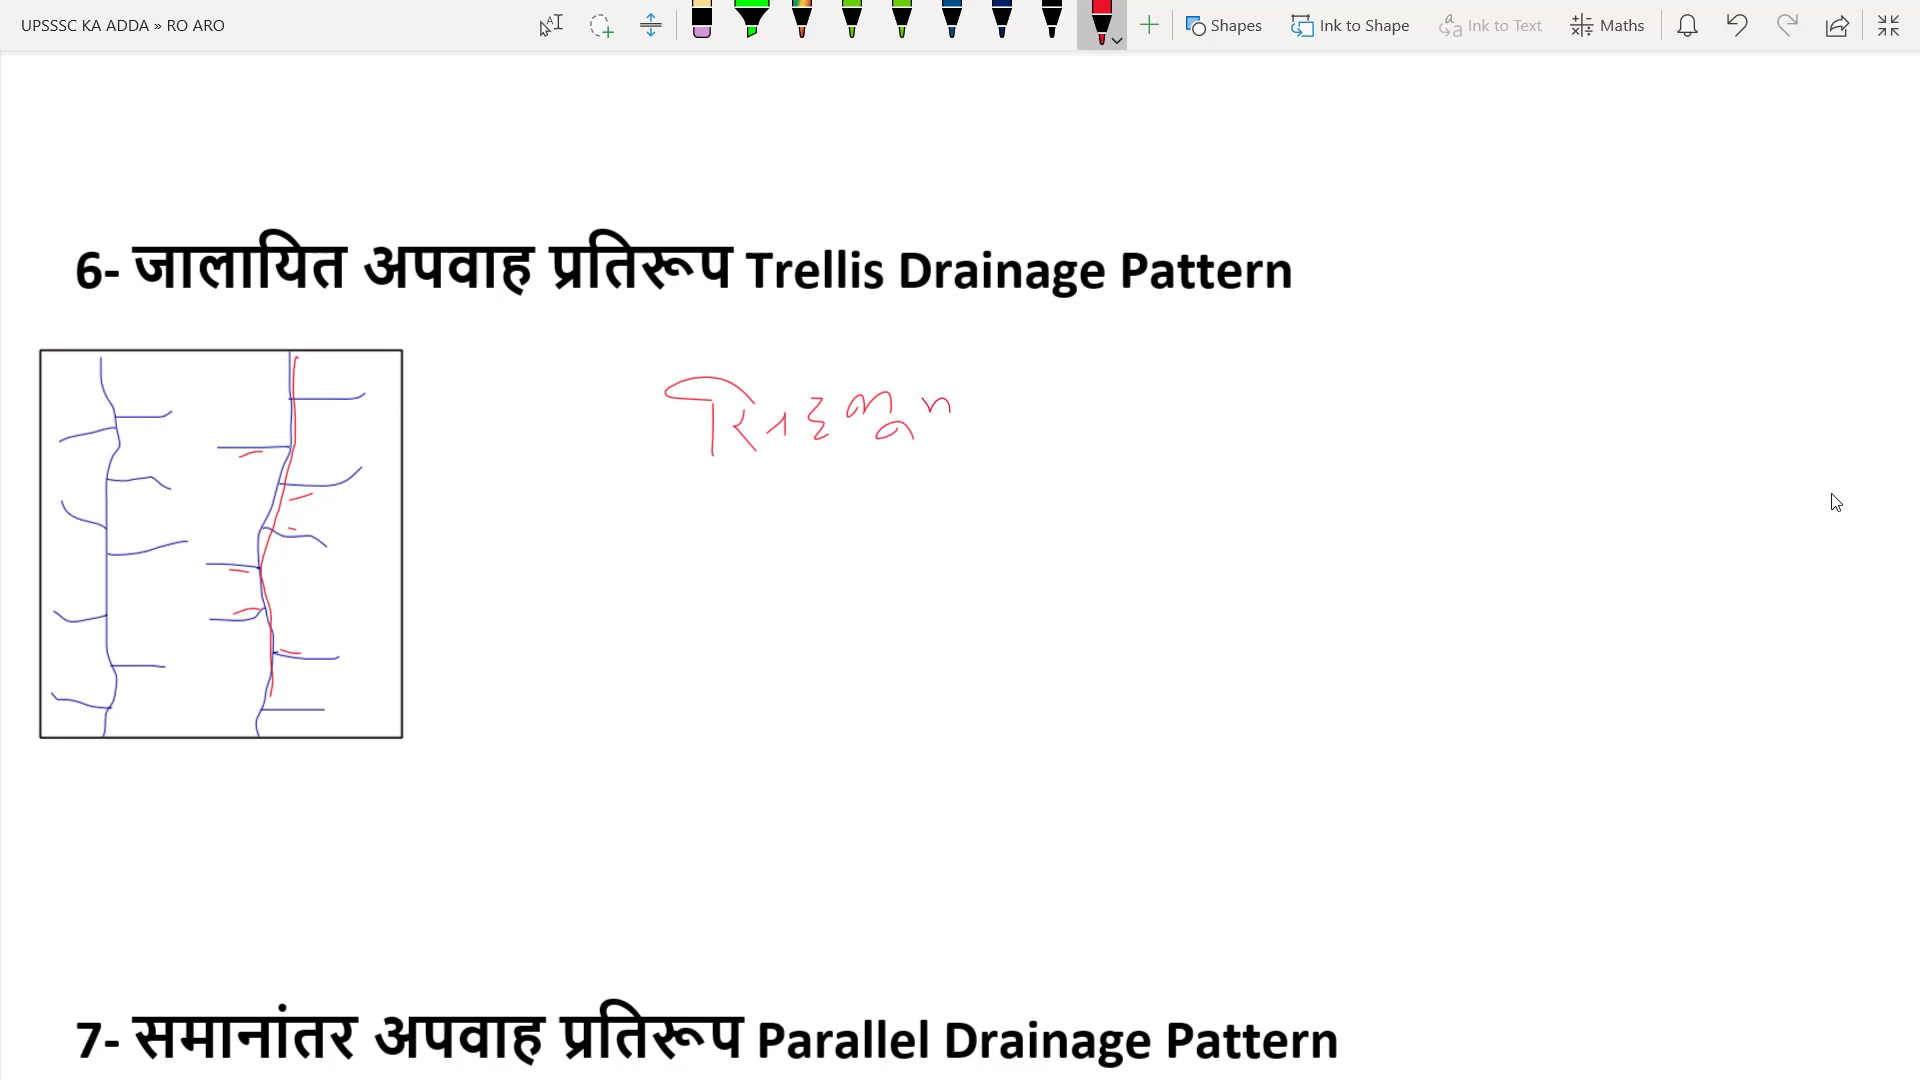 UPSSSC KA ADDA » RO ARO
Shapes
Ink to Shape
Ink to Text
Maths
6- जालायित अपवाह प्रतिरूप Trellis Drainage Pattern
7- समानांतर अपवाह प्रतिरूप Parallel Drainage Pattern